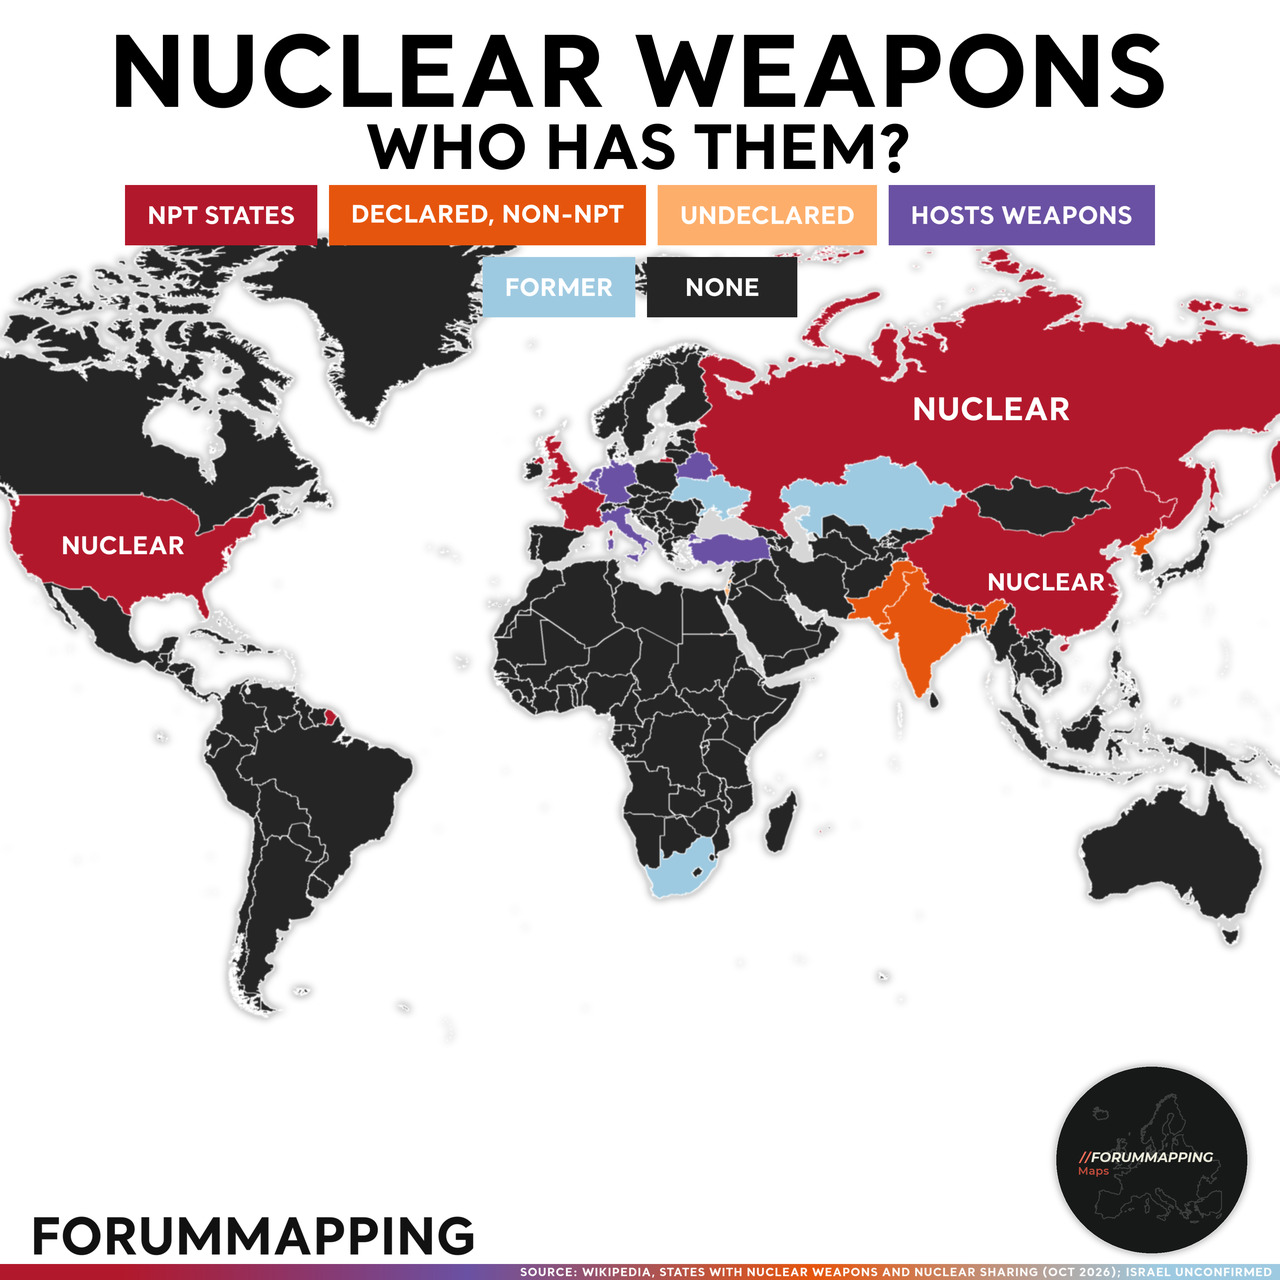 NUCLEAR WEAPONS
WHO HAS THEM?
NPT STATES
DECLARED, NON-NPT
UNDECLARED
HOSTS WEAPONS
FORMER
NONE
NUCLEAR
NUCLEAR
NUCLEAR
//FORUMMAPPING
Maps
FORUMMAPPING
SOURCE: WIKIPEDIA, STATES WITH NUCLEAR WEAPONS AND NUCLEAR SHARING (OCT 2026); ISRAEL UNCONFIRMED